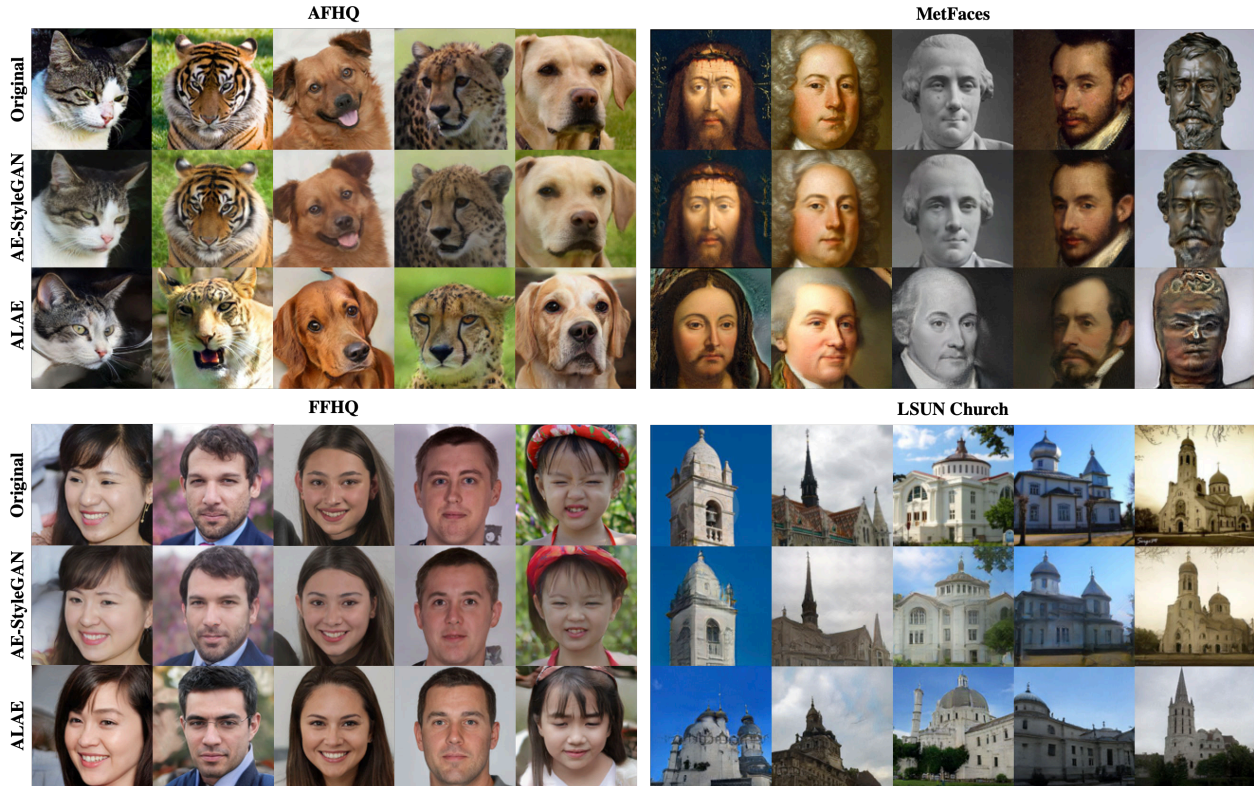 AFHQ
MetFaces
Original
AE-StyleGAN
ALAE
FFHQ
LSUN Church
Original
AE-StyleGAN
ALAE